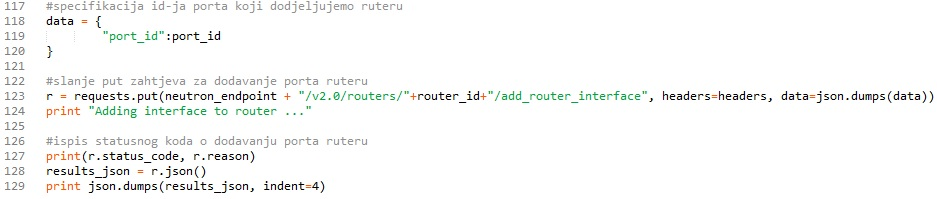 117 #specifikacija id-ja porta koji dodjeljujemo ruteru
118 data = {
119 "port_id":port_id
120 }
121
122 #slanje put zahtjeva za dodavanje porta ruteru
123 r = requests.put(neutron_endpoint + "/v2.0/routers/"+router_id+"/add_router_interface", headers=headers, data=json.dumps(data))
124 print "Adding interface to router ..."
125
126 #ispis statusnog koda o dodavanju porta ruteru
127 print(r.status_code, r.reason)
128 results_json = r.json()
129 print json.dumps(results_json, indent=4)